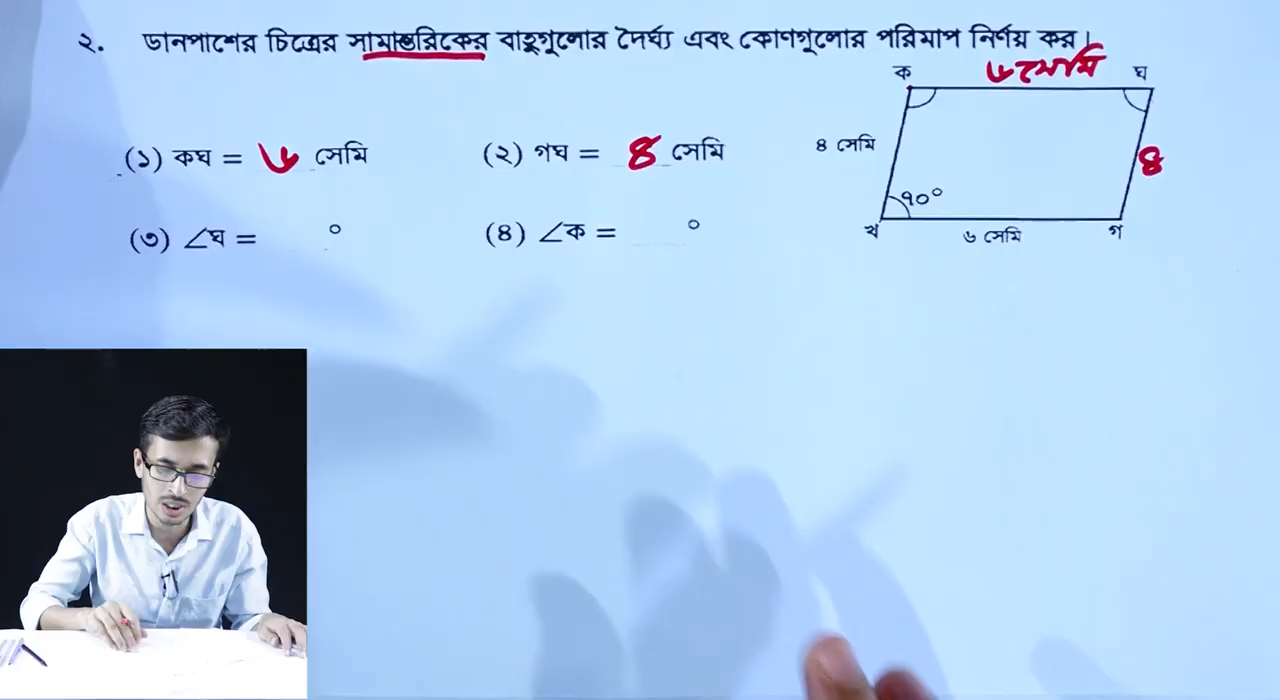 ২. ডানপাশের চিত্রের সামান্তরিকের বাহুগুলোর দৈর্ঘ্য এবং কোণগুলোর পরিমাপ নির্ণয় কর।
ক ৬ সেমি ঘ
(১) কঘ = ৬ সেমি (২) গঘ = ৪ সেমি ৪ সেমি ৪
৭০°
(৩) ∠ঘ = ° (৪) ∠ক = ° খ ৬ সেমি গ